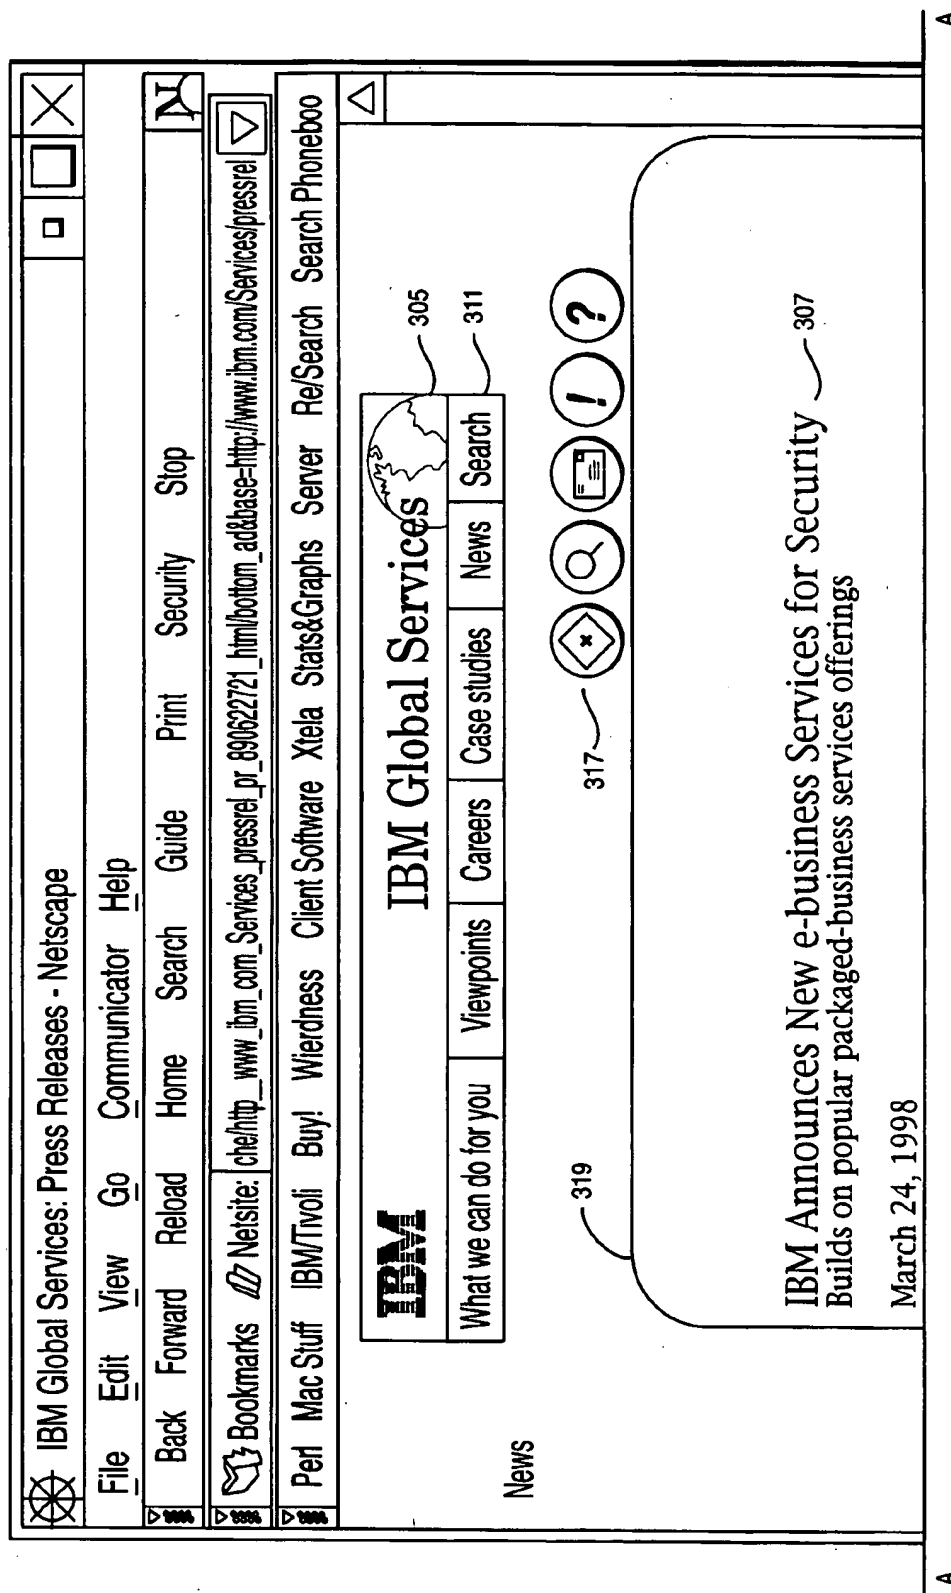 IBM Global Services: Press Releases - Netscape
File Edit View Go Communicator Help
Back Forward Reload Home Search Guide Print Security Stop
N
Bookmarks Netsite: che/http_www_ibm_com_Services_pressrel_pr_890622721_html/bottom_ad&base=http://www.ibm.com/Services/pressrel
Perl Mac Stuff IBM/Tivoli Buy! Wierdness Client Software Xtela Stats&Graphs Server Re/Search Search Phoneboo
IBM IBM Global Services
305
What we can do for you Viewpoints Careers Case studies News Search
311
News
317
! ?
319
IBM Announces New e-business Services for Security
307
Builds on popular packaged-business services offerings
March 24, 1998
A A